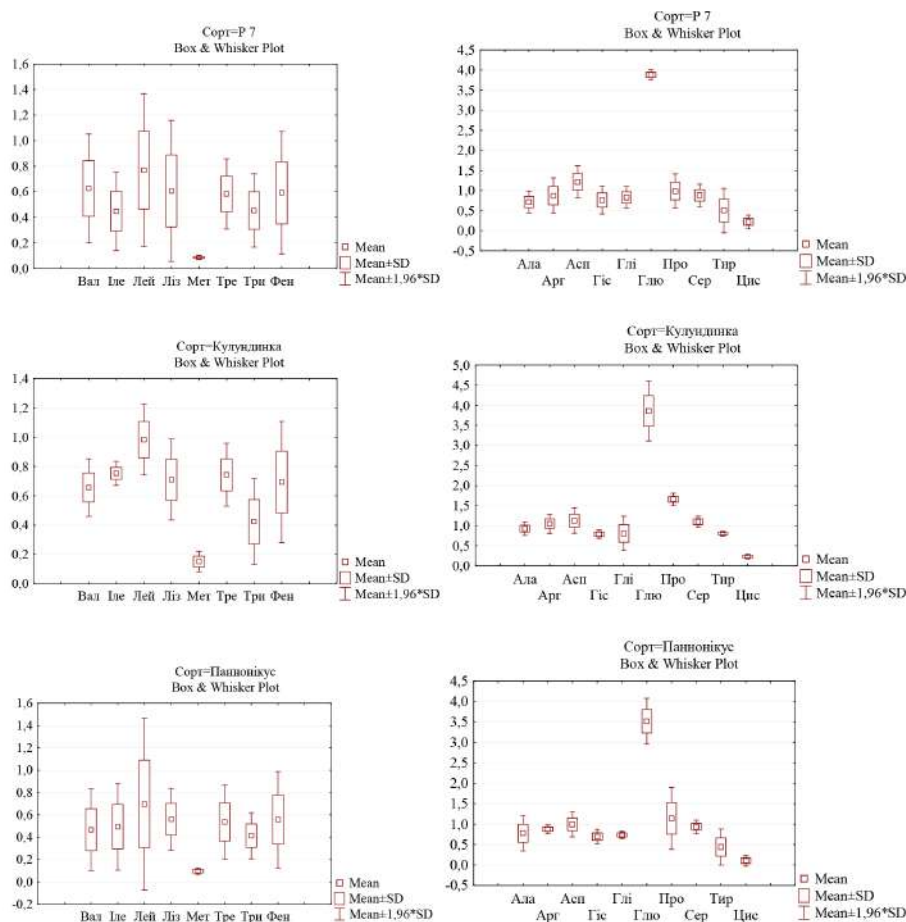 Сорт=Р 7
Box & Whisker Plot
1,6
1,4
1,2
1,0
0,8
0,6
0,4
0,2
0,0
Вал Іле Лей Ліз Мет Тре Три Фен
Mean
Mean±SD
Mean±1,96*SD
Сорт=Р 7
Box & Whisker Plot
4,5
4,0
3,5
3,0
2,5
2,0
1,5
1,0
0,5
0,0
-0,5
Ала Асп Глі Про Тир
Арг Гіс Глю Сер Цис
Mean
Mean±SD
Mean±1,96*SD
Сорт=Кулундинка
Box & Whisker Plot
1,4
1,2
1,0
0,8
0,6
0,4
0,2
0,0
Вал Іле Лей Ліз Мет Тре Три Фен
Mean
Mean±SD
Mean±1,96*SD
Сорт=Кулундинка
Box & Whisker Plot
5,0
4,5
4,0
3,5
3,0
2,5
2,0
1,5
1,0
0,5
0,0
Ала Асп Глі Про Тир
Арг Гіс Глю Сер Цис
Mean
Mean±SD
Mean±1,96*SD
Сорт=Паннонікус
Box & Whisker Plot
1,6
1,4
1,2
1,0
0,8
0,6
0,4
0,2
0,0
-0,2
Вал Іле Лей Ліз Мет Тре Три Фен
Mean
Mean±SD
Mean±1,96*SD
Сорт=Паннонікус
Box & Whisker Plot
4,5
4,0
3,5
3,0
2,5
2,0
1,5
1,0
0,5
0,0
-0,5
Ала Асп Глі Про Тир
Арг Гіс Глю Сер Цис
Mean
Mean±SD
Mean±1,96*SD